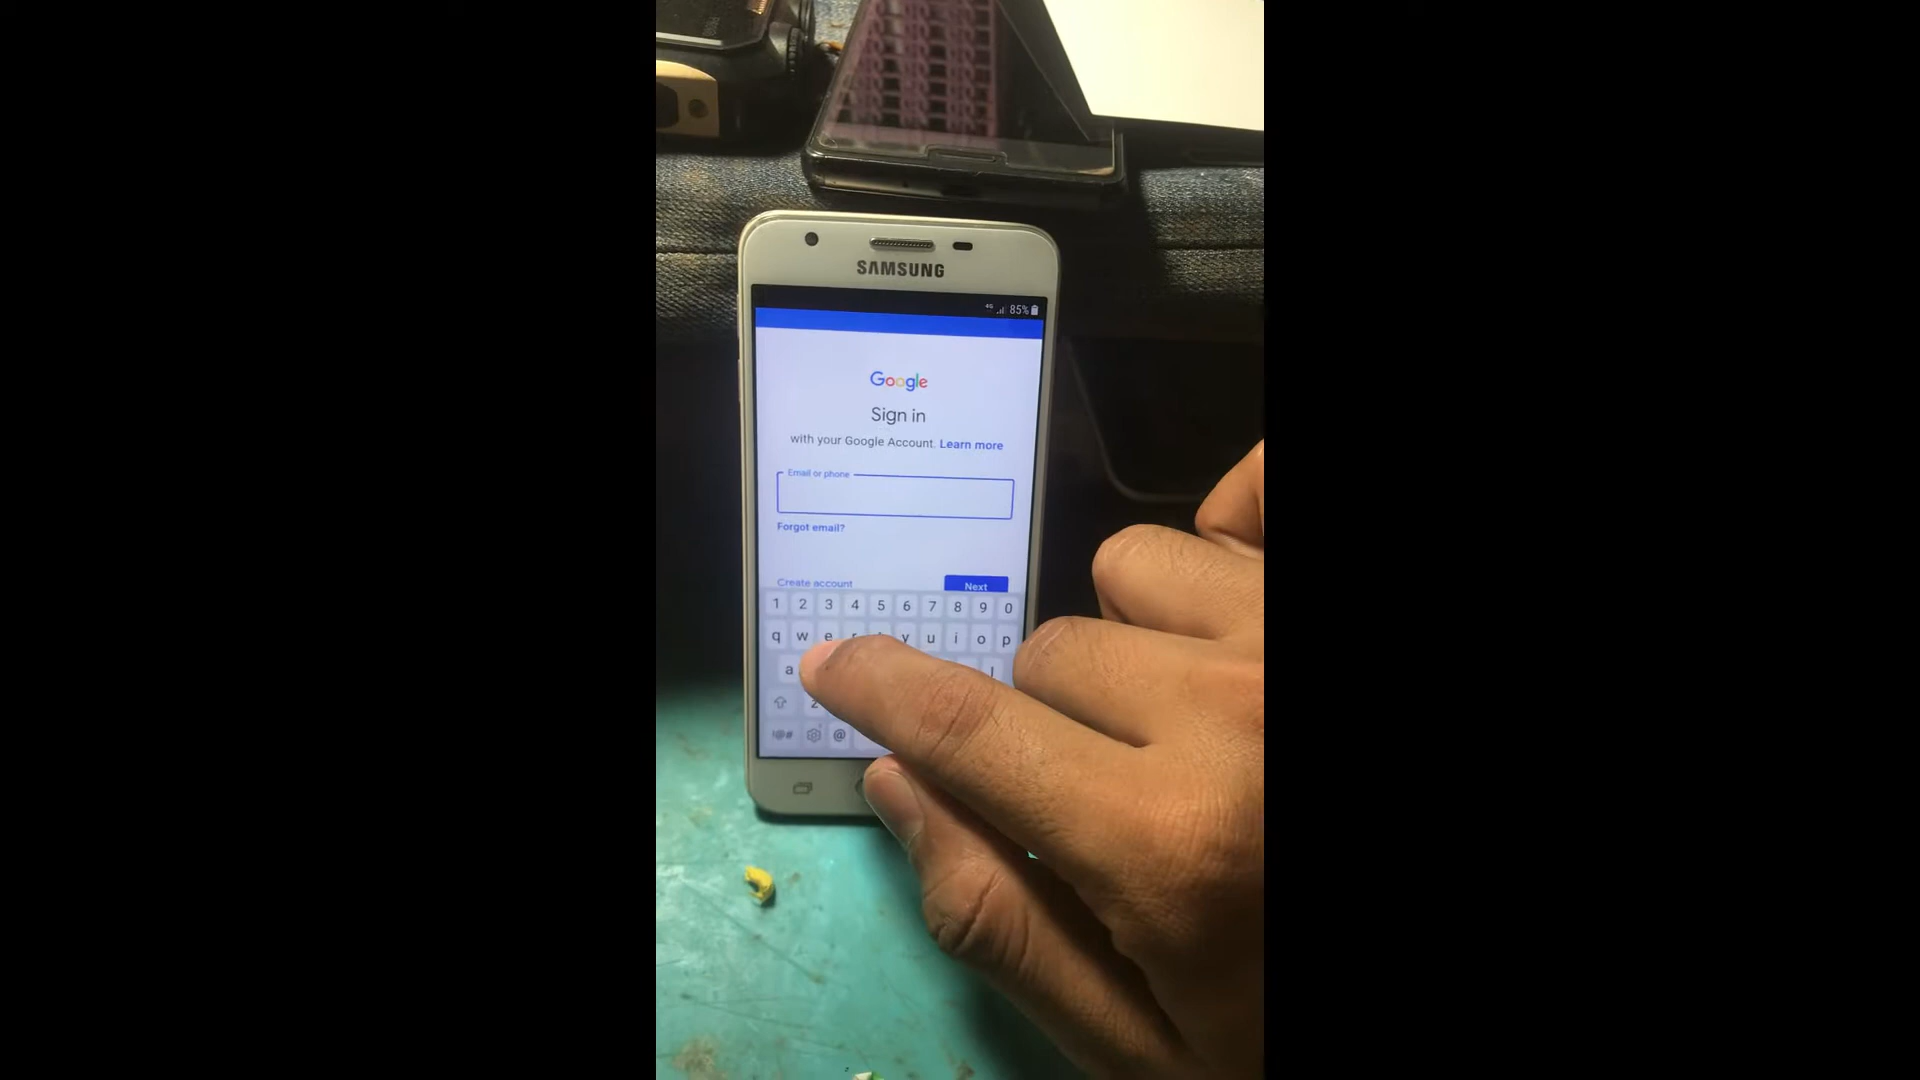 SAMSUNG
4G 85%
Google
Sign in
with your Google Account. Learn more
Email or phone
Forgot email?
Create account
Next
1 2 3 4 5 6 7 8 9 0
q w e r y u i o p
a l
z
!@# @